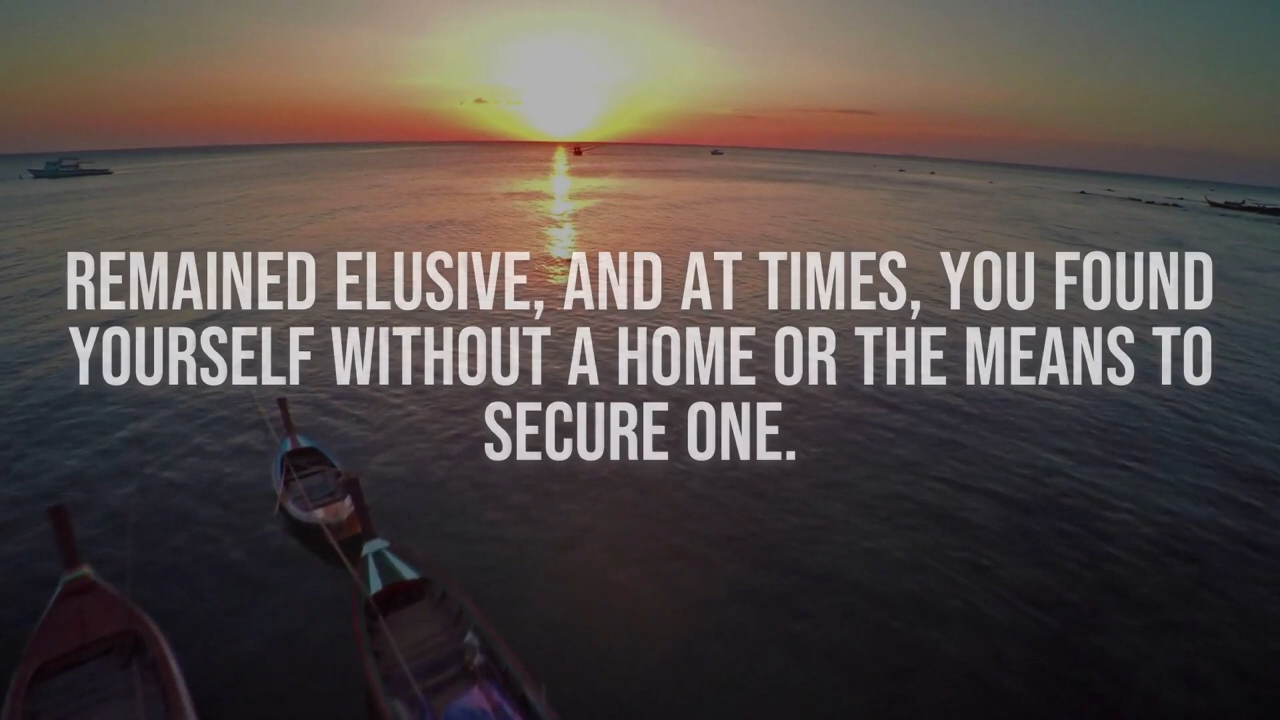 REMAINED ELUSIVE, AND AT TIMES, YOU FOUND
YOURSELF WITHOUT A HOME OR THE MEANS TO
SECURE ONE.